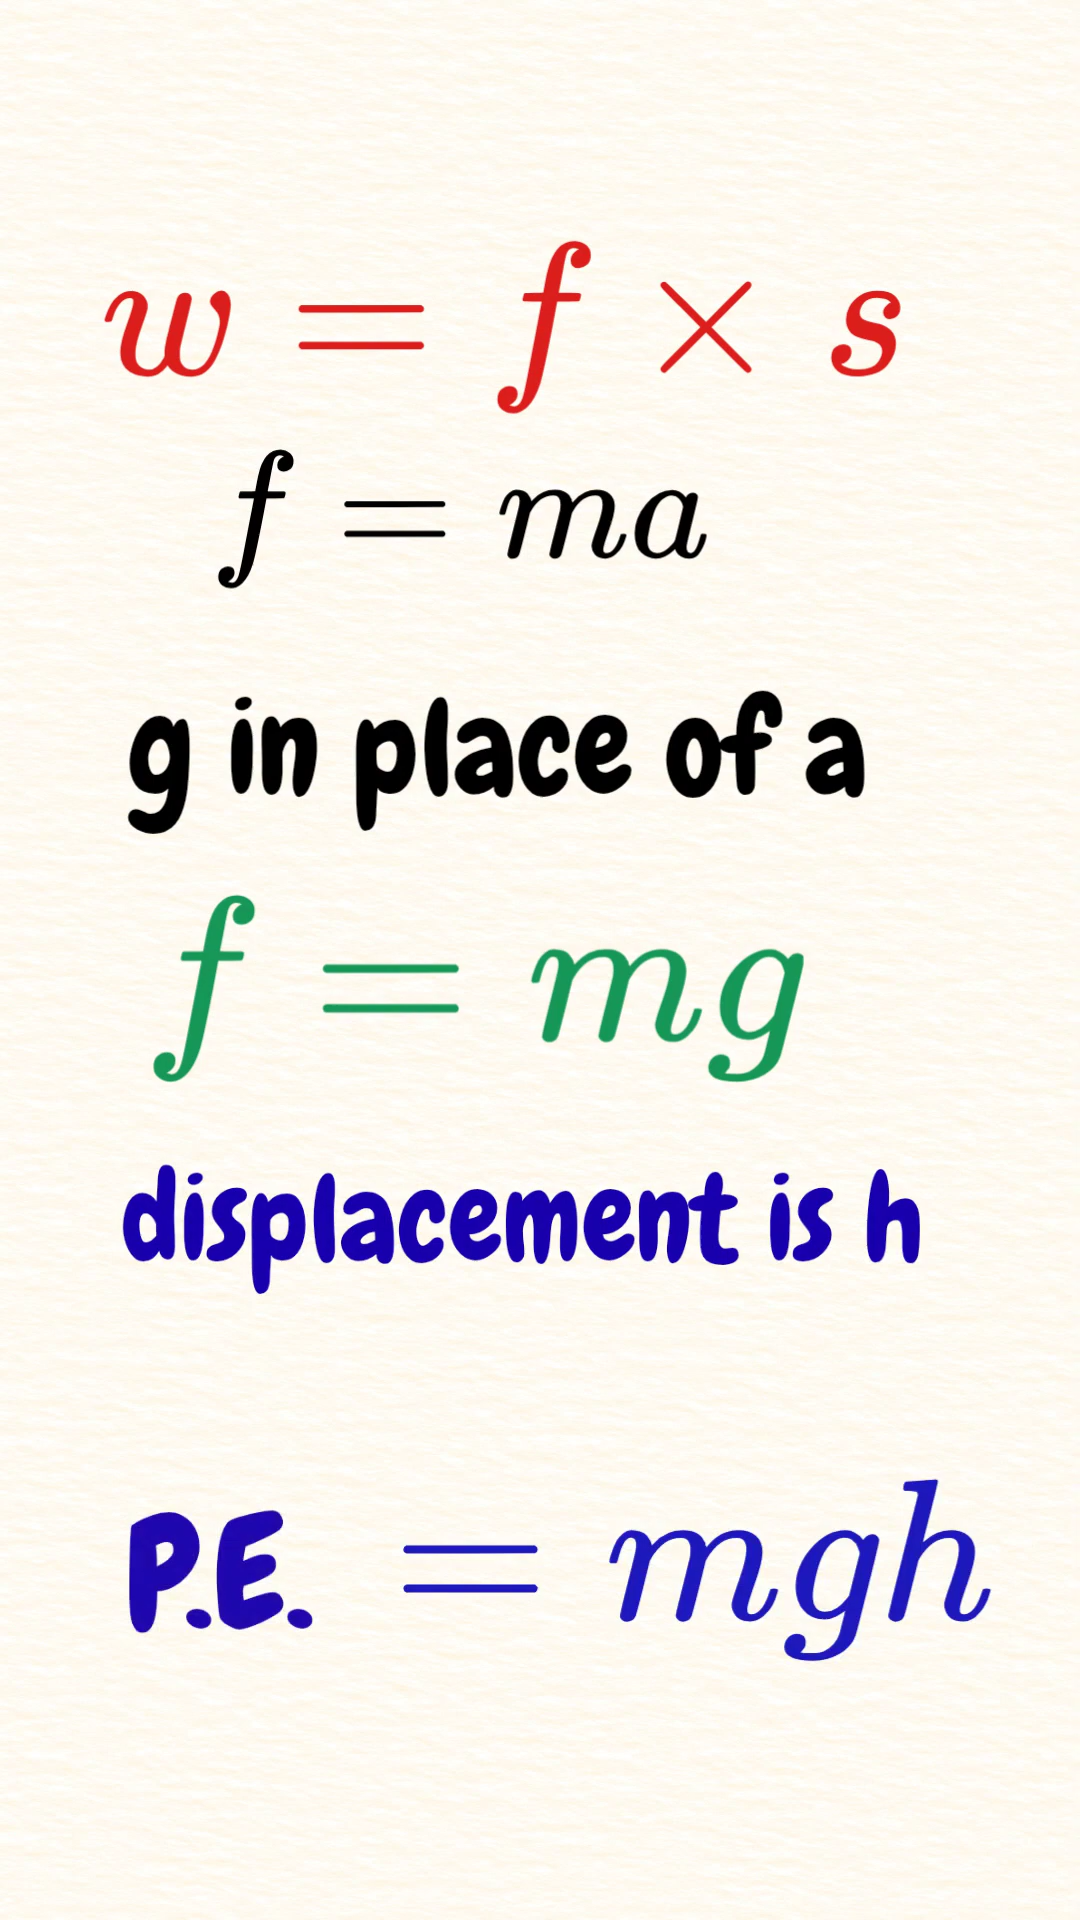 w = f × s
f = ma
g in place of a
f = mg
displacement is h
P.E. = mgh